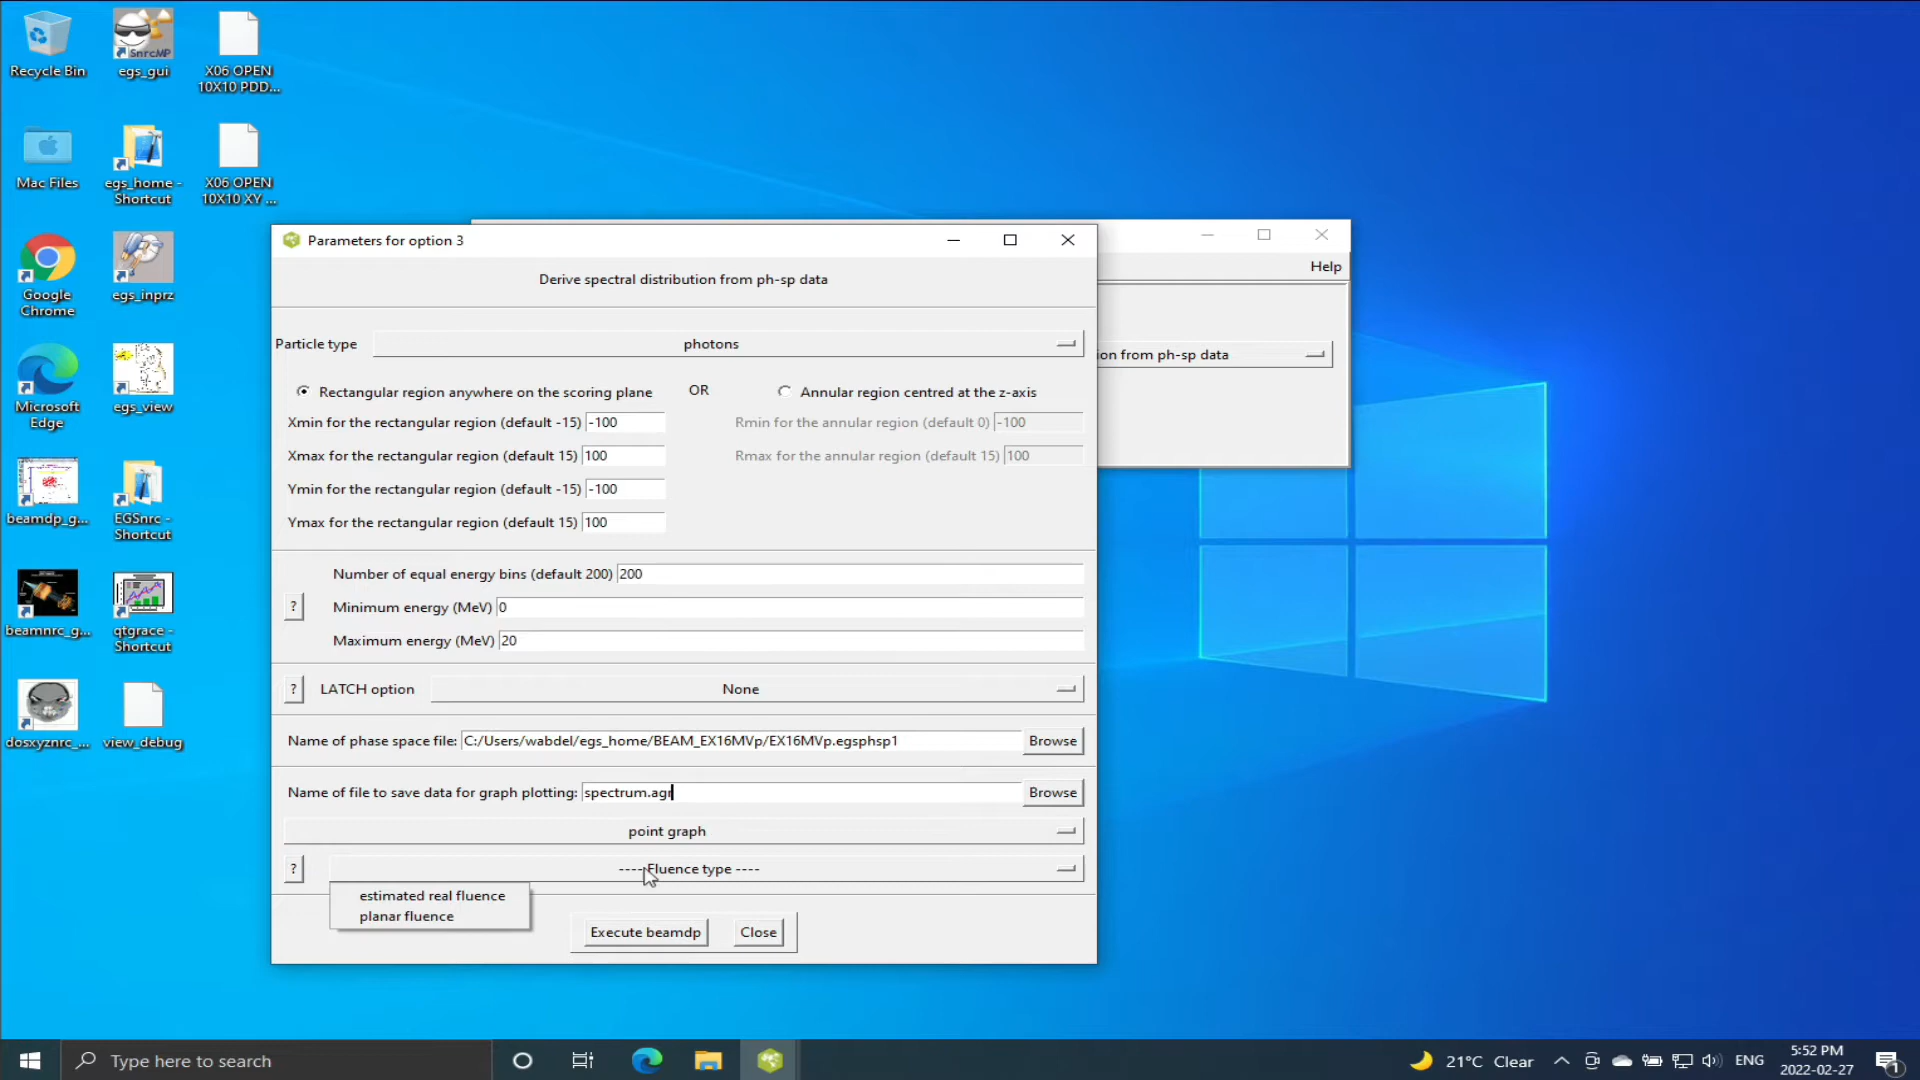 Recycle Bin
SnrcMP
egs_gui
X06 OPEN
10X10 PDD...
Mac Files
egs_home -
Shortcut
X06 OPEN
10X10 XY ...
Google
Chrome
egs_inprz
Microsoft
Edge
egs_view
beamdp_g...
EGSnrc -
Shortcut
beamnrc_g...
qtgrace -
Shortcut
dosxyznrc_...
view_debug
Parameters for option 3
Help
Derive spectral distribution from ph-sp data
Particle type
photons
ion from ph-sp data
Rectangular region anywhere on the scoring plane
OR
Annular region centred at the z-axis
Xmin for the rectangular region (default -15) -100
Rmin for the annular region (default 0) -100
Xmax for the rectangular region (default 15) 100
Rmax for the annular region (default 15) 100
Ymin for the rectangular region (default -15) -100
Ymax for the rectangular region (default 15) 100
Number of equal energy bins (default 200) 200
? Minimum energy (MeV) 0
Maximum energy (MeV) 20
? LATCH option None
Name of phase space file: C:/Users/wabdel/egs_home/BEAM_EX16MVp/EX16MVp.egsphsp1 Browse
Name of file to save data for graph plotting: spectrum.agr Browse
point graph
? ---- Fluence type ----
estimated real fluence
planar fluence
Execute beamdp
Close
Type here to search
21°C Clear
ENG
5:52 PM
2022-02-27
1